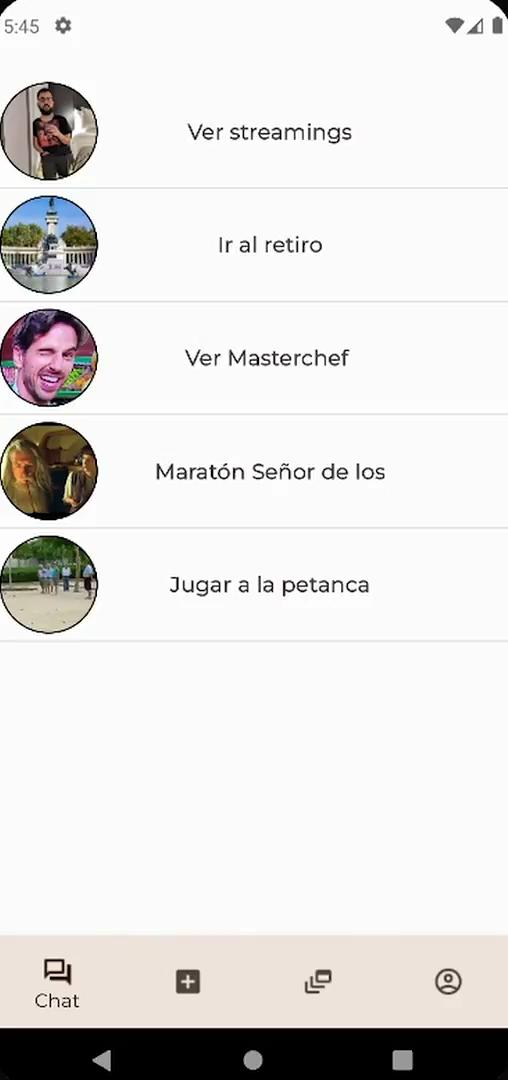 5:45
Ver streamings
Ir al retiro
Ver Masterchef
Maratón Señor de los
Jugar a la petanca
Chat